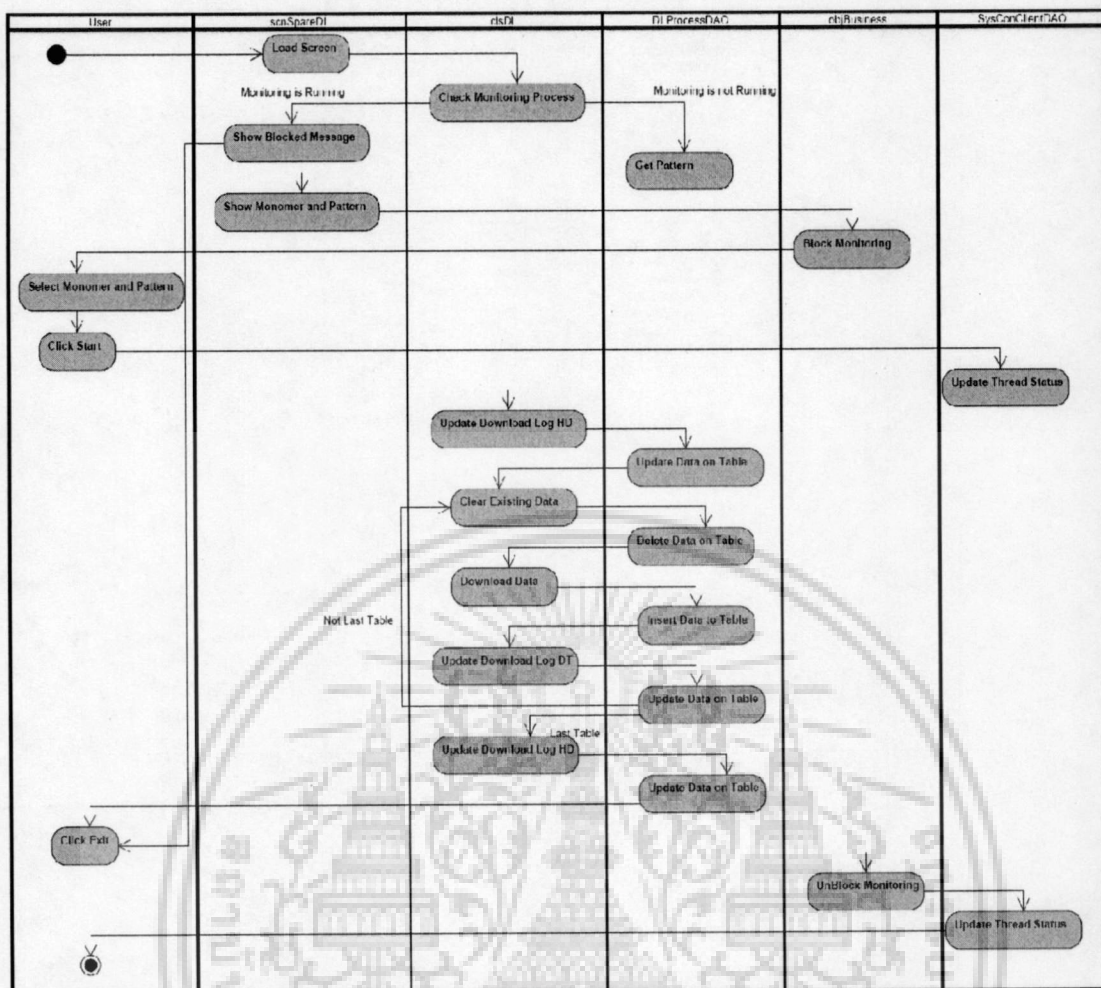 User scnSpareDL clsDL DLProcessDAO objBusiness SysConClientDAO
Load Screen
Monitoring is Running
Check Monitoring Process
Monitoring is not Running
Show Blocked Message
Get Pattern
Show Monomer and Pattern
Block Monitoring
Select Monomer and Pattern
Click Start
Update Thread Status
Update Download Log HD
Update Data on Table
Clear Existing Data
Delete Data on Table
Download Data
Insert Data to Table
Not Last Table
Update Download Log DT
Update Data on Table
Last Table
Update Download Log HD
Update Data on Table
Click Exit
UnBlock Monitoring
Update Thread Status